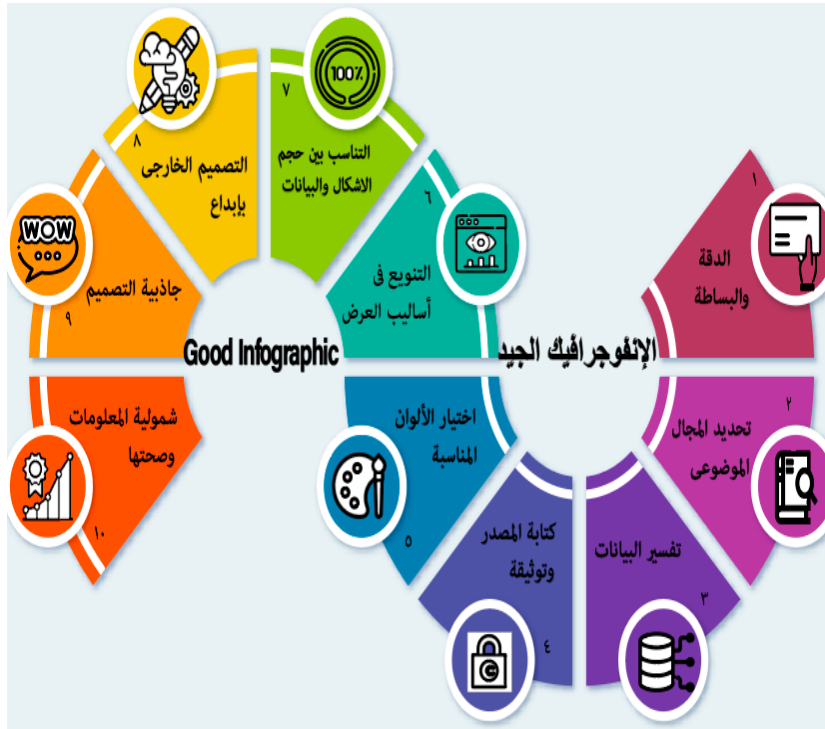 الإنفوجرافيك الجيد
Good Infographic
١
الدقة
والبساطة
٢
تحديد المجال
الموضوعى
٣
تفسير البيانات
٤
كتابة المصدر
وتوثيقة
٥
اختيار الألوان
المناسبة
٦
التنويع فى
أساليب العرض
٧
100%
التناسب بين حجم
الاشكال والبيانات
٨
التصميم الخارجى
بإبداع
٩
WOW
جاذبية التصميم
١٠
شمولية المعلومات
وصحتها